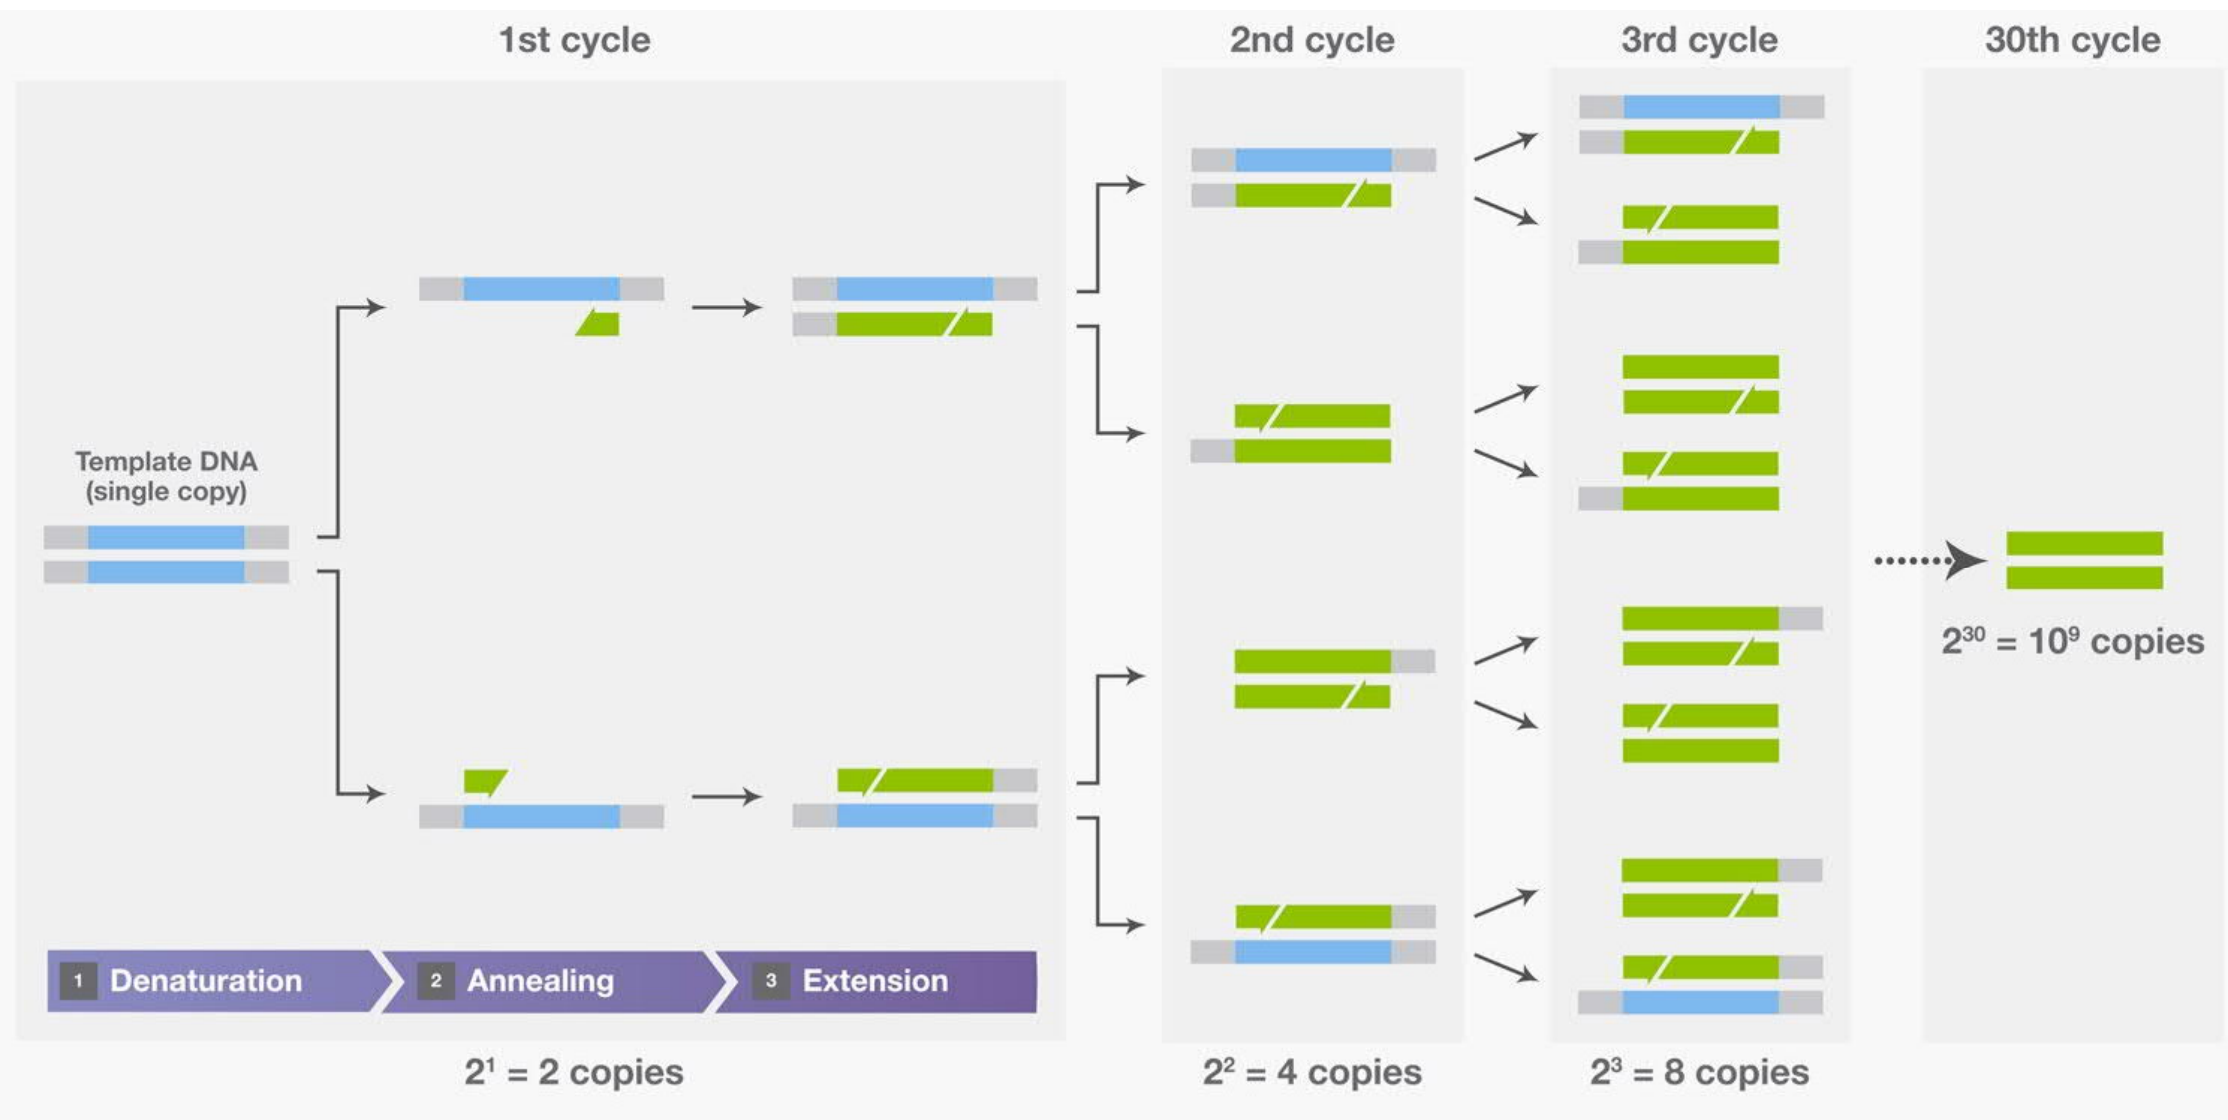 1st cycle
2nd cycle
3rd cycle
30th cycle
Template DNA
(single copy)
2³⁰ = 10⁹ copies
1 Denaturation
2 Annealing
3 Extension
2¹ = 2 copies
2² = 4 copies
2³ = 8 copies